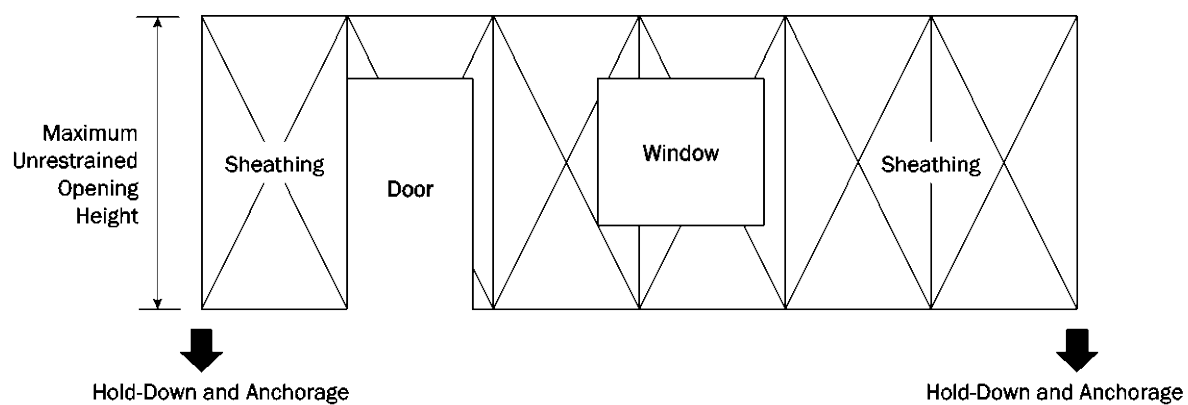 Maximum
Unrestrained
Opening
Height
Sheathing
Door
Window
Sheathing
Hold-Down and Anchorage
Hold-Down and Anchorage